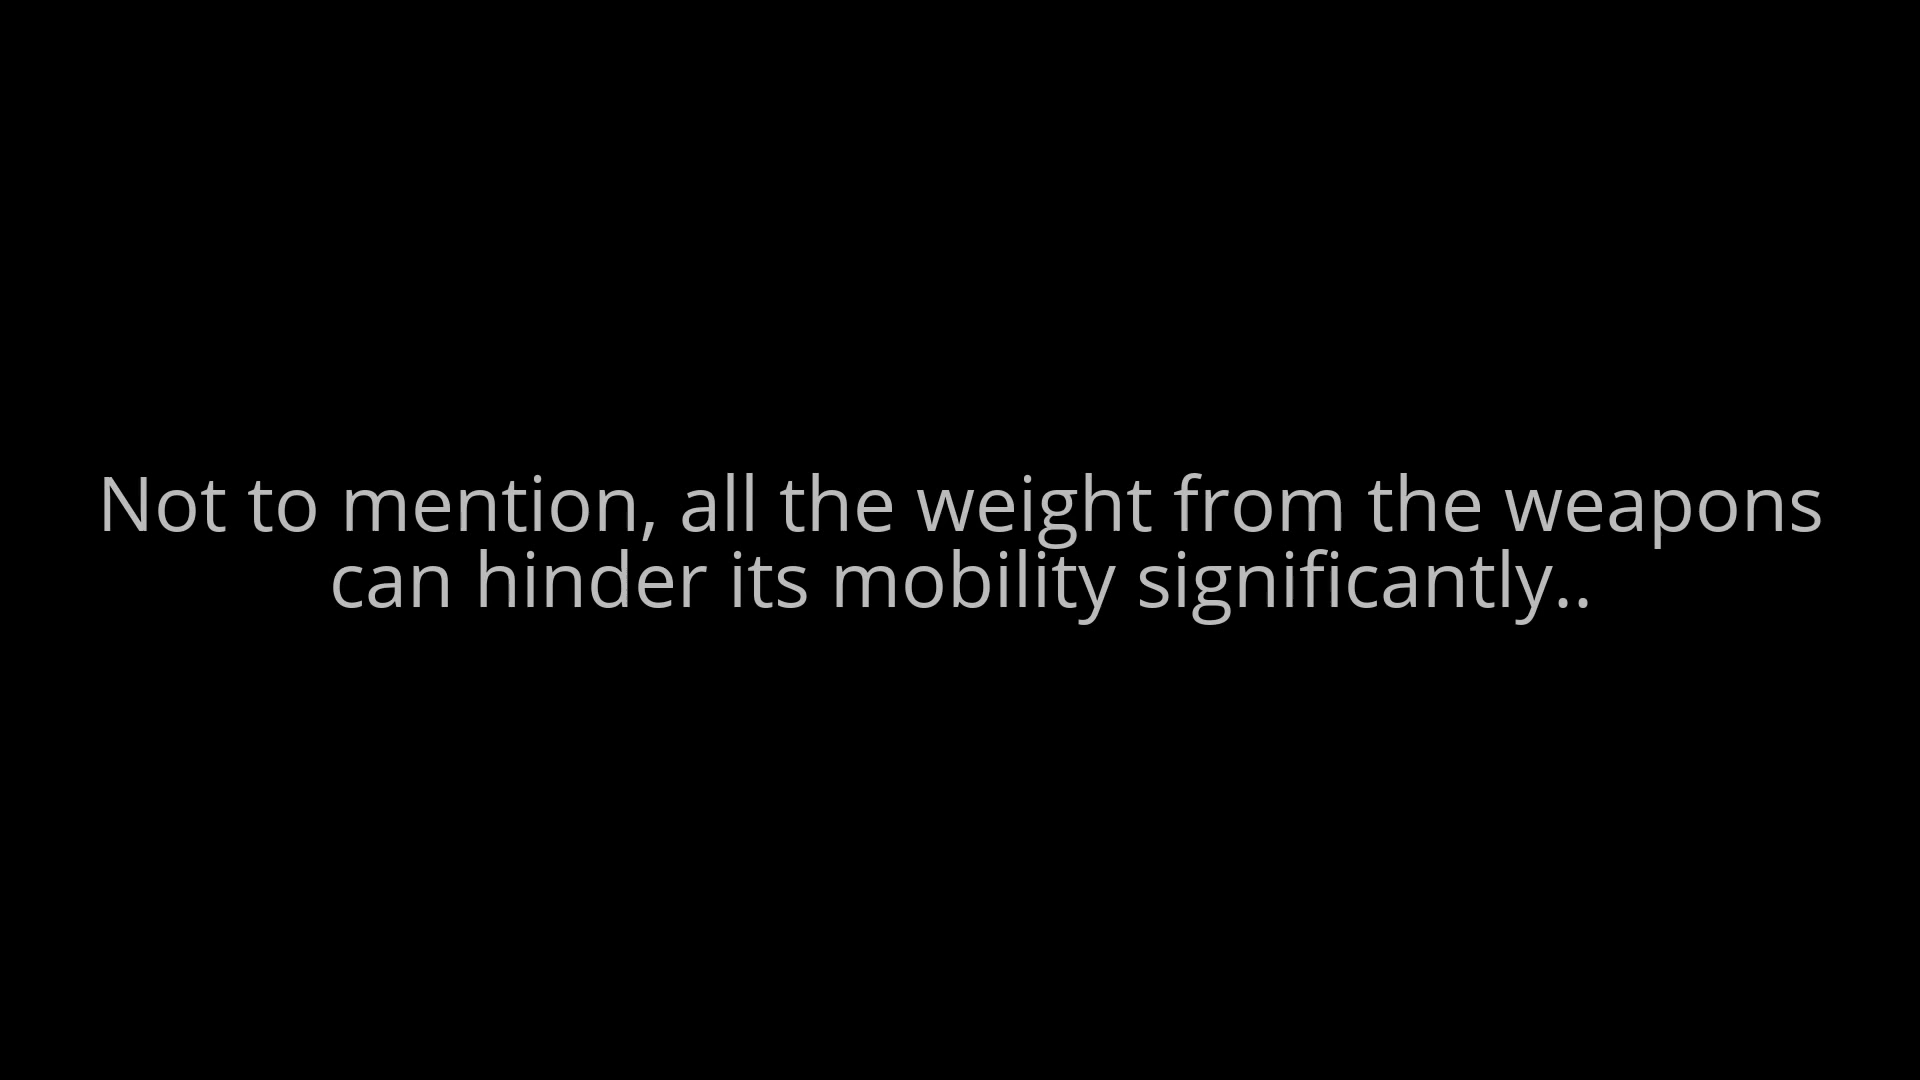 Not to mention, all the weight from the weapons
can hinder its mobility significantly..